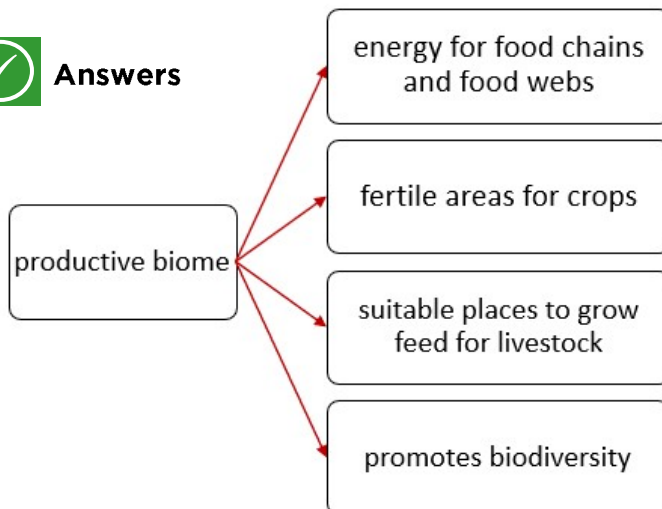 Answers
energy for food chains
and food webs
fertile areas for crops
productive biome
suitable places to grow
feed for livestock
promotes biodiversity